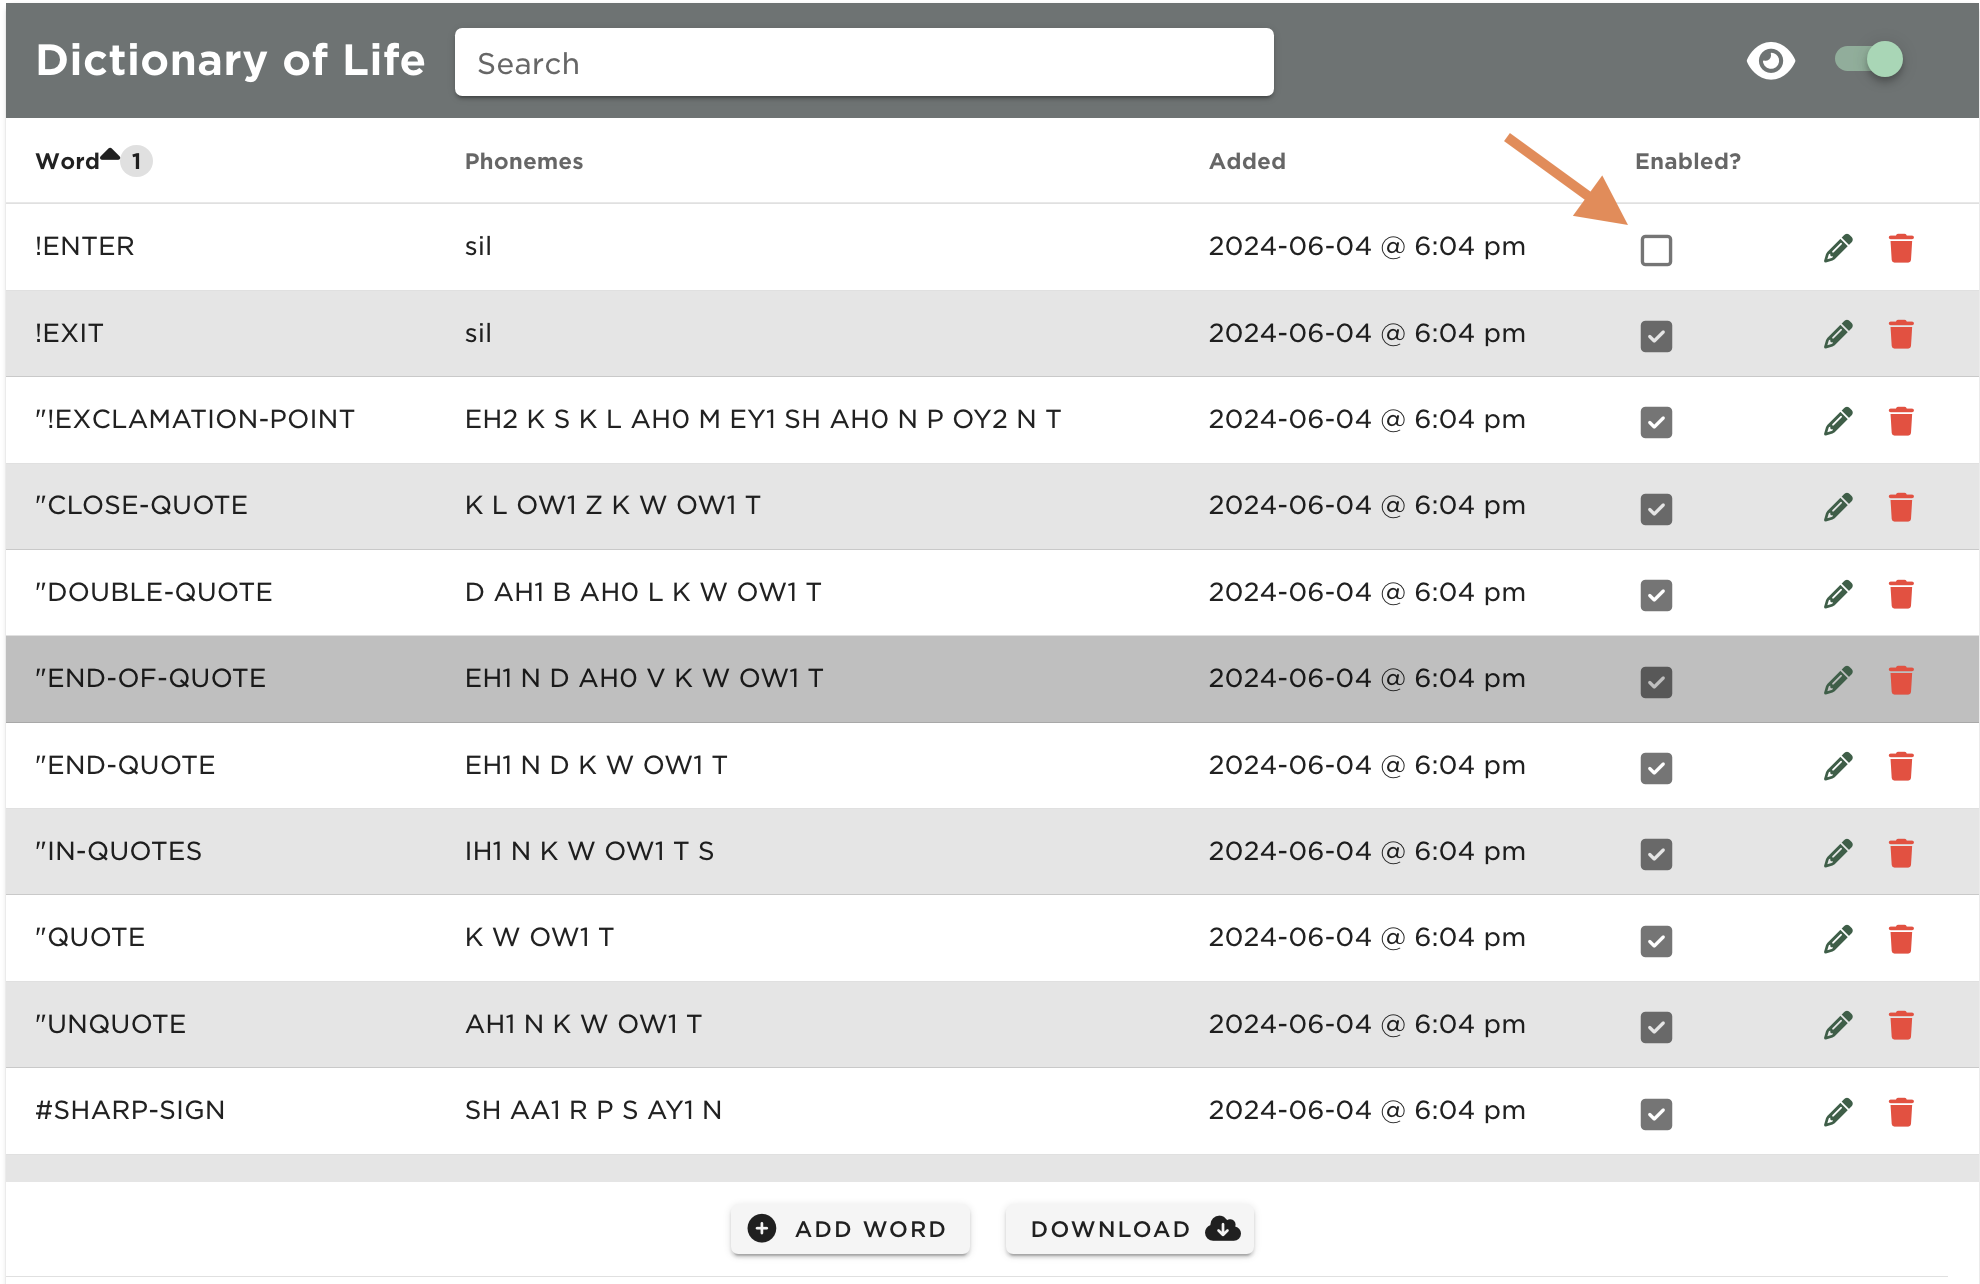 Dictionary of Life Search
Word 1 Phonemes Added Enabled?
!ENTER sil 2024-06-04 @ 6:04 pm
!EXIT sil 2024-06-04 @ 6:04 pm
"!EXCLAMATION-POINT EH2 K S K L AH0 M EY1 SH AH0 N P OY2 N T 2024-06-04 @ 6:04 pm
"CLOSE-QUOTE K L OW1 Z K W OW1 T 2024-06-04 @ 6:04 pm
"DOUBLE-QUOTE D AH1 B AH0 L K W OW1 T 2024-06-04 @ 6:04 pm
"END-OF-QUOTE EH1 N D AH0 V K W OW1 T 2024-06-04 @ 6:04 pm
"END-QUOTE EH1 N D K W OW1 T 2024-06-04 @ 6:04 pm
"IN-QUOTES IH1 N K W OW1 T S 2024-06-04 @ 6:04 pm
"QUOTE K W OW1 T 2024-06-04 @ 6:04 pm
"UNQUOTE AH1 N K W OW1 T 2024-06-04 @ 6:04 pm
#SHARP-SIGN SH AA1 R P S AY1 N 2024-06-04 @ 6:04 pm
ADD WORD DOWNLOAD